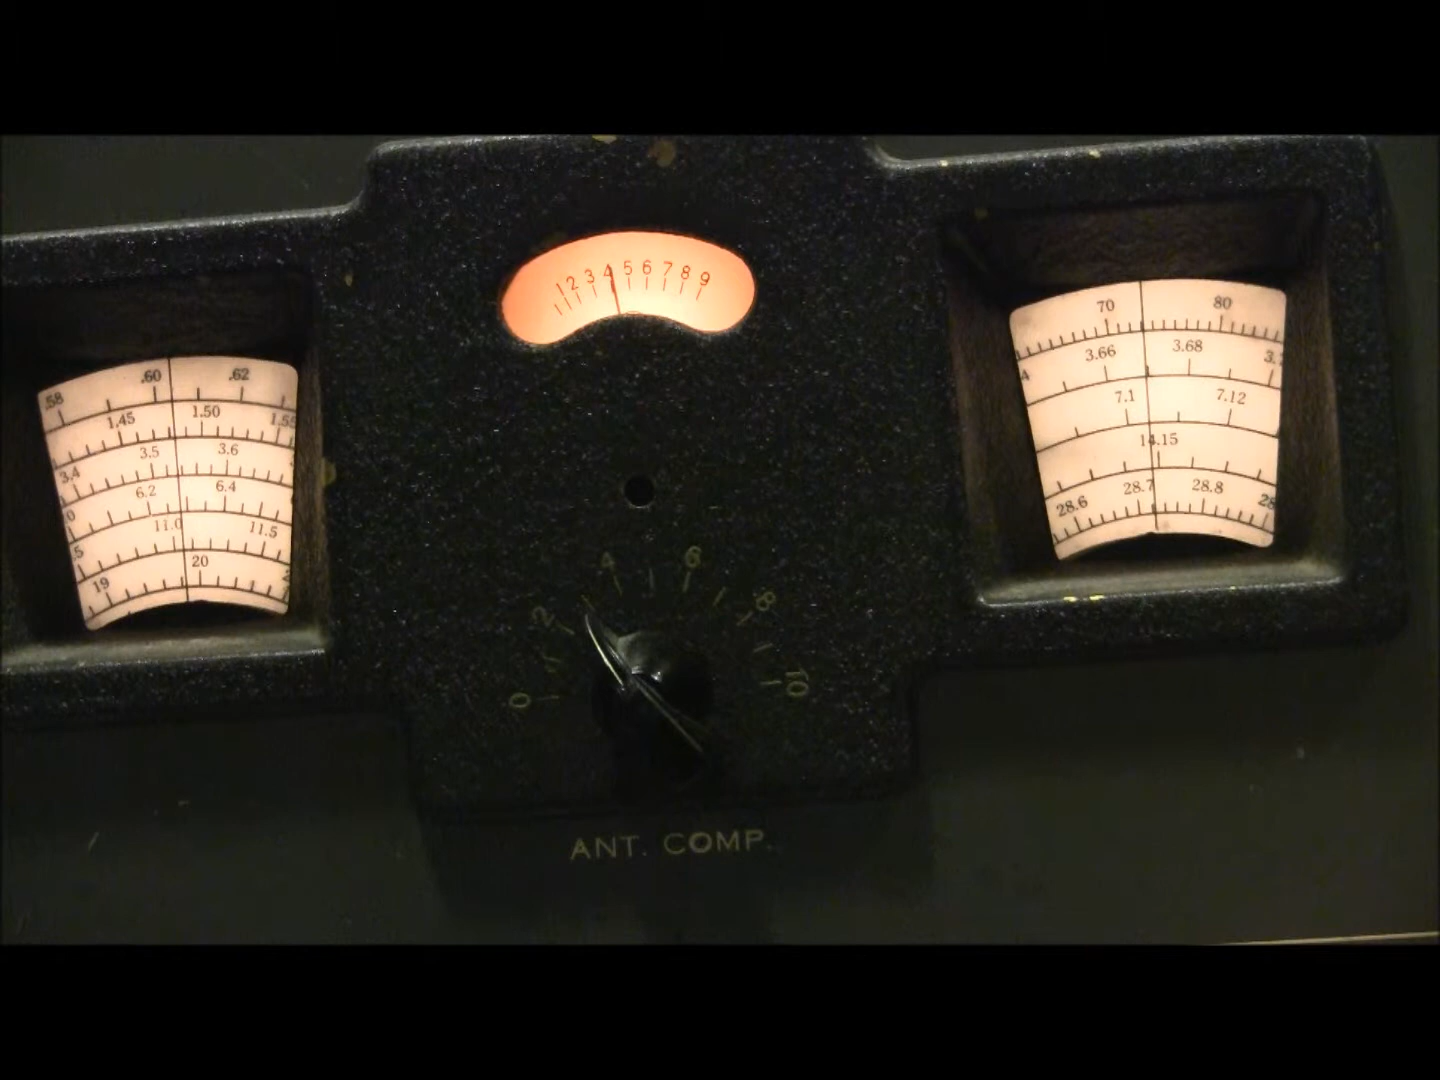 1 2 3 4 5 6 7 8 9
.58 .60 .62
1.45 1.50 1.55
3.4 3.5 3.6
6.2 6.4
11.0 11.5
19 20
70 80
3.66 3.68
7.1 7.12
14.15
28.6 28.7 28.8
0 2 4 6 8 10
ANT. COMP.